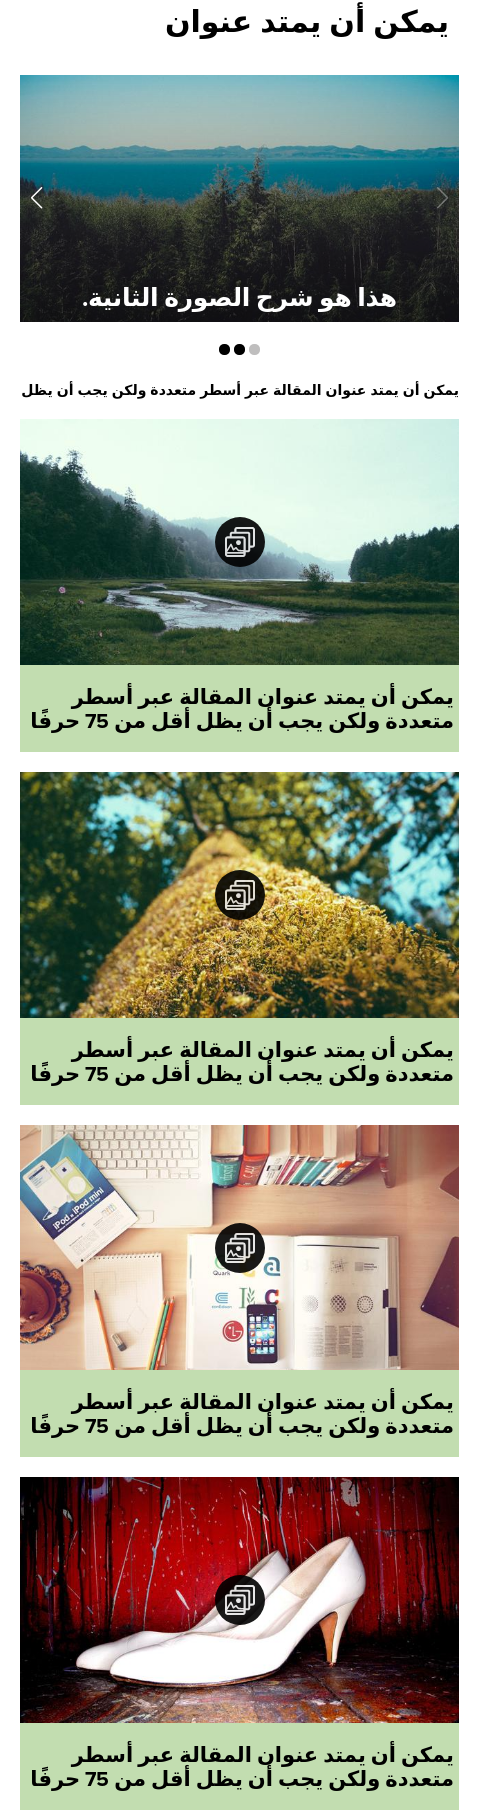 يمكن أن يمتد عنوان
هذا هو شرح الصورة الثانية.
يمكن أن يمتد عنوان المقالة عبر أسطر متعددة ولكن يجب أن يظل
يمكن أن يمتد عنوان المقالة عبر أسطر
متعددة ولكن يجب أن يظل أقل من 75 حرفًا
يمكن أن يمتد عنوان المقالة عبر أسطر
متعددة ولكن يجب أن يظل أقل من 75 حرفًا
iPod & iPod mini
Quark
يمكن أن يمتد عنوان المقالة عبر أسطر
متعددة ولكن يجب أن يظل أقل من 75 حرفًا
يمكن أن يمتد عنوان المقالة عبر أسطر
متعددة ولكن يجب أن يظل أقل من 75 حرفًا